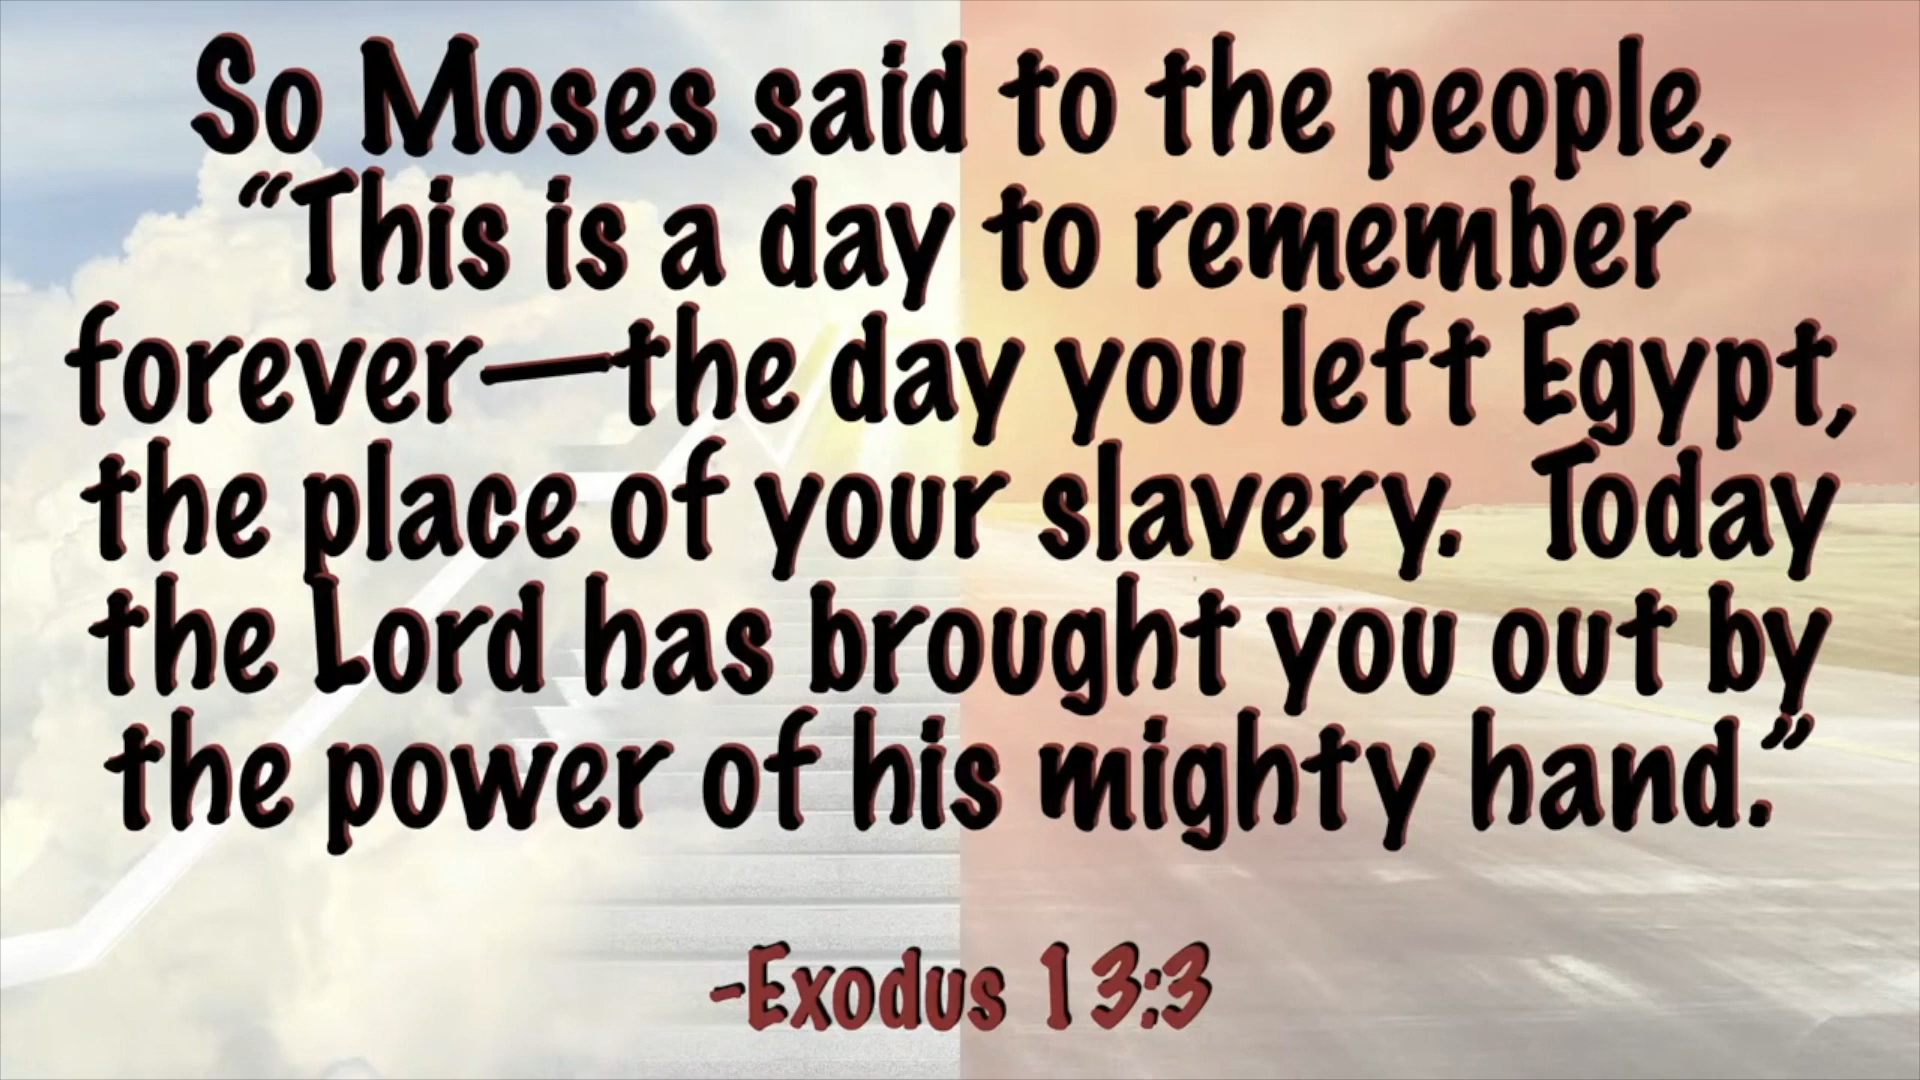 So Moses said to the people,
“This is a day to remember
forever—the day you left Egypt,
the place of your slavery.  Today
the Lord has brought you out by
the power of his mighty hand.”
-Exodus 13:3